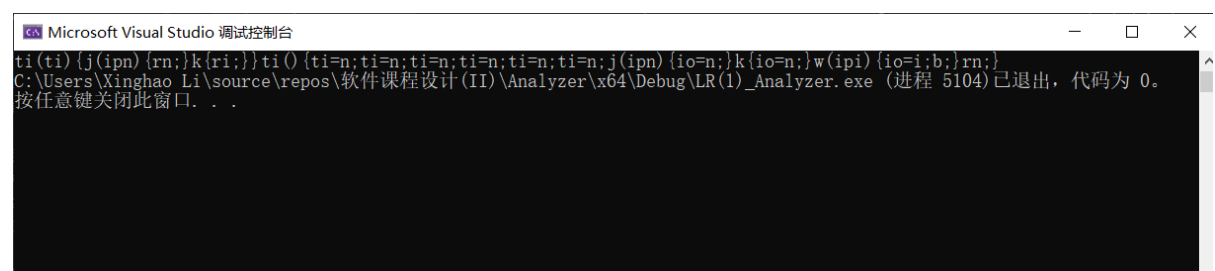 Microsoft Visual Studio 调试控制台
ti(ti){j(ipn){rn;}k{ri;}}ti(){ti=n;ti=n;ti=n;ti=n;ti=n;ti=n;j(ipn){io=n;}k{io=n;}w(ipi){io=i;b;}rn;}
C:\Users\Xinghao Li\source\repos\软件课程设计(II)\Analyzer\x64\Debug\LR(1)_Analyzer.exe (进程 5104)已退出，代码为 0。
按任意键关闭此窗口. . .